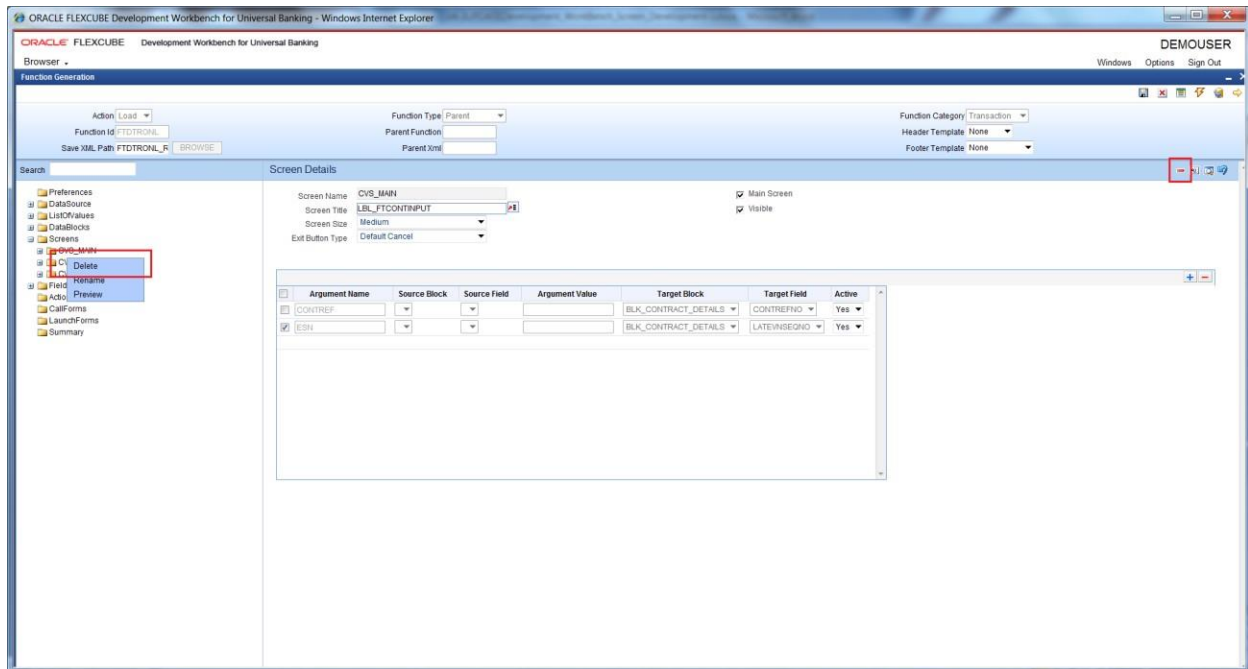 ORACLE FLEXCUBE Development Workbench for Universal Banking - Windows Internet Explorer
ORACLE FLEXCUBE Development Workbench for Universal Banking
DEMOUSER
Browser
Windows Options Sign Out
Function Generation
Action Load Function Type Parent Function Category Transaction
Function Id FTDTRONL Parent Function Header Template None
Save XML Path FTDTRONL_R BROWSE Parent Xml Footer Template None
Search Screen Details
Preferences
DataSource
ListOfValues
DataBlocks
Screens
CVS_MAIN
Delete
Rename
Preview
Field
Actio
CallForms
LaunchForms
Summary
Screen Name CVS_MAIN Main Screen
Screen Title LBL_FTCONTINPUT Visible
Screen Size Medium
Exit Button Type Default Cancel
Argument Name Source Block Source Field Argument Value Target Block Target Field Active
CONTREF BLK_CONTRACT_DETAILS CONTREFNO Yes
ESN BLK_CONTRACT_DETAILS LATEVNSEQNO Yes